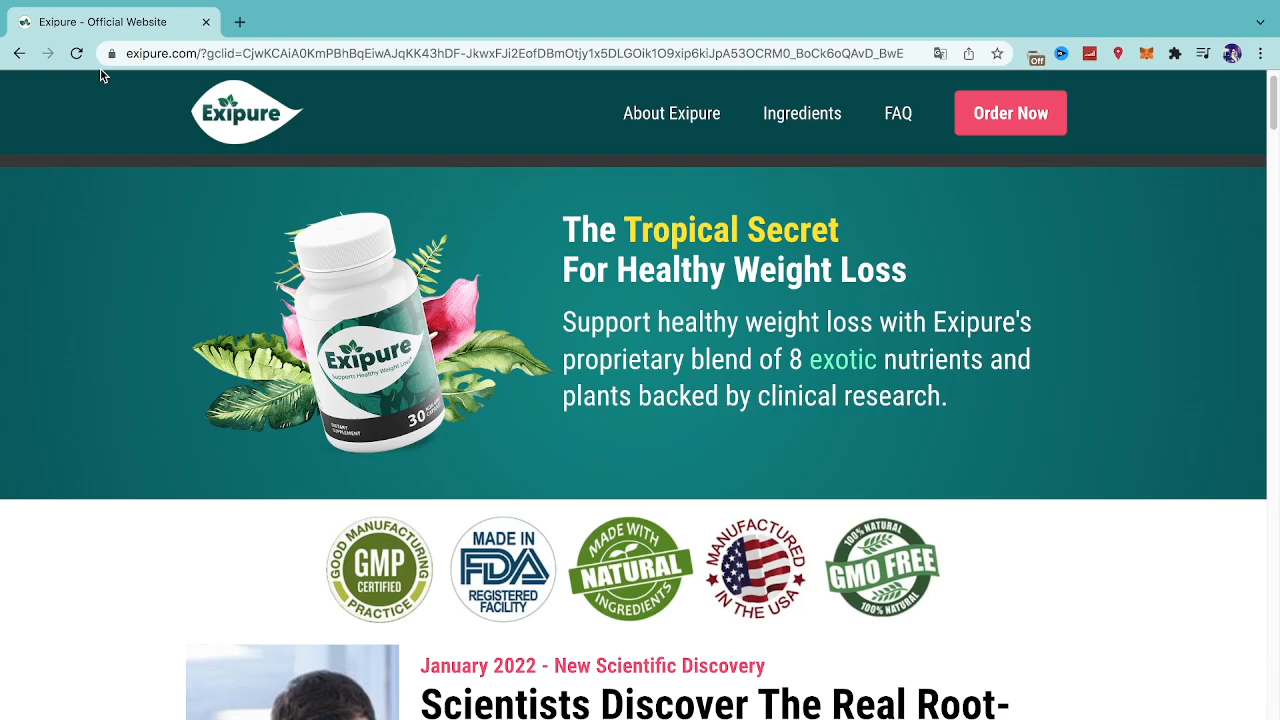 Exipure - Official Website
exipure.com/?gclid=CjwKCAiA0KmPBhBqEiwAJqKK43hDF-JkwxFJi2EofDBmOtjy1x5DLGOik1O9xip6kiJpA53OCRM0_BoCk6oQAvD_BwE
Off
Exipure
About Exipure
Ingredients
FAQ
Order Now
The Tropical Secret
For Healthy Weight Loss
Support healthy weight loss with Exipure's
proprietary blend of 8 exotic nutrients and
plants backed by clinical research.
Exipure
Supports Healthy Weight Loss
DIETARY
SUPPLEMENT
30
GOOD MANUFACTURING
GMP
CERTIFIED
PRACTICE
MADE IN
FDA
REGISTERED
FACILITY
MADE WITH
NATURAL
INGREDIENTS
MANUFACTURED
IN THE USA
100% NATURAL
GMO FREE
100% NATURAL
January 2022 - New Scientific Discovery
Scientists Discover The Real Root-